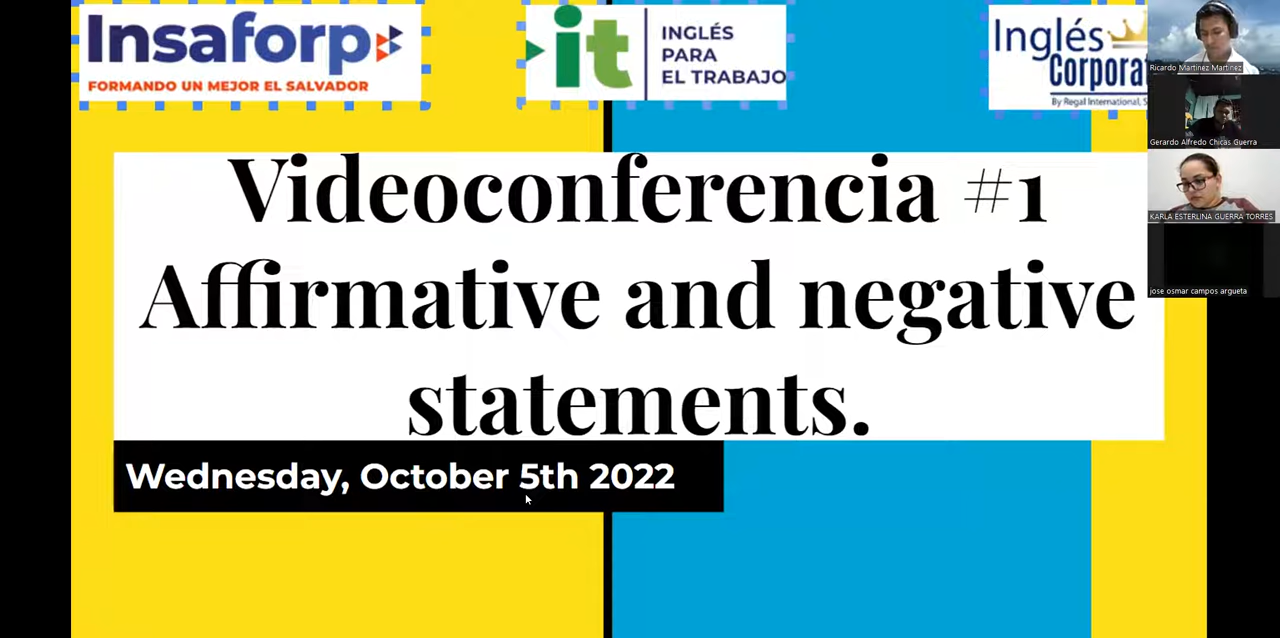 Insaforp
FORMANDO UN MEJOR EL SALVADOR
it
INGLÉS
PARA
EL TRABAJO
Inglés
By Regal International,
Videoconferencia #1
Affirmative and negative
statements.
Wednesday, October 5th 2022
Ricardo Martinez Martinez
Gerardo Alfredo Chicas Guerra
KARLA ESTERLINA GUERRA TORRES
jose osmar campos argueta